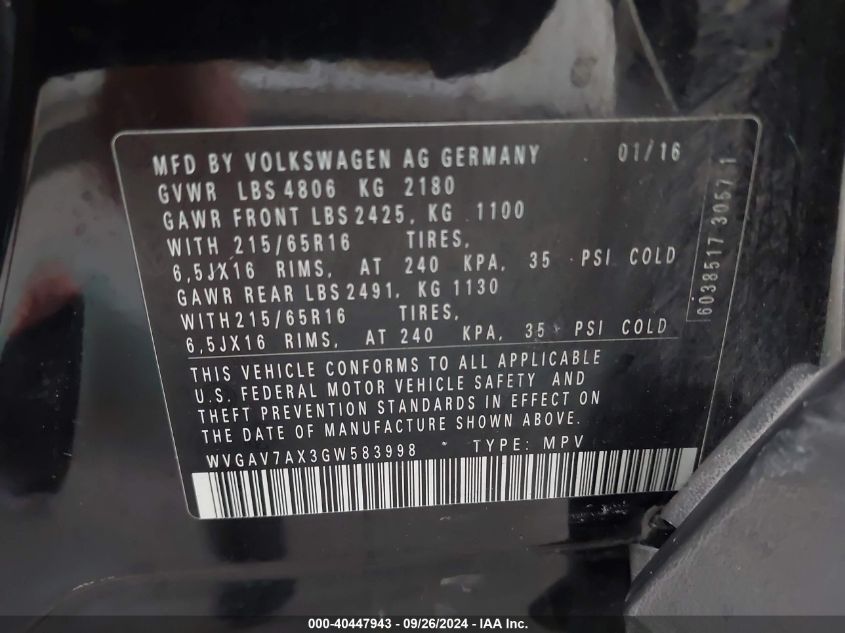 MFD BY VOLKSWAGEN AG GERMANY 01/16
GVWR LBS 4806 KG 2180
GAWR FRONT LBS 2425, KG 1100
WITH 215/65R16 TIRES,
6,5JX16 RIMS, AT 240 KPA, 35 PSI COLD
GAWR REAR LBS 2491, KG 1130
WITH 215/65R16 TIRES,
6,5JX16 RIMS, AT 240 KPA, 35 PSI COLD
THIS VEHICLE CONFORMS TO ALL APPLICABLE
U.S. FEDERAL MOTOR VEHICLE SAFETY AND
THEFT PREVENTION STANDARDS IN EFFECT ON
THE DATE OF MANUFACTURE SHOWN ABOVE.
WVGAV7AX3GW583998 * TYPE: MPV
6038517 3057 1
000-40447943 / 09/26/2024 - IAA Inc.